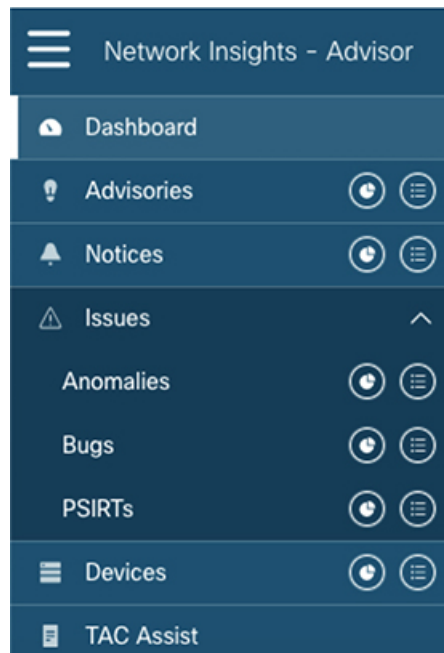 Network Insights - Advisor
Dashboard
Advisories
Notices
Issues
Anomalies
Bugs
PSIRTs
Devices
TAC Assist